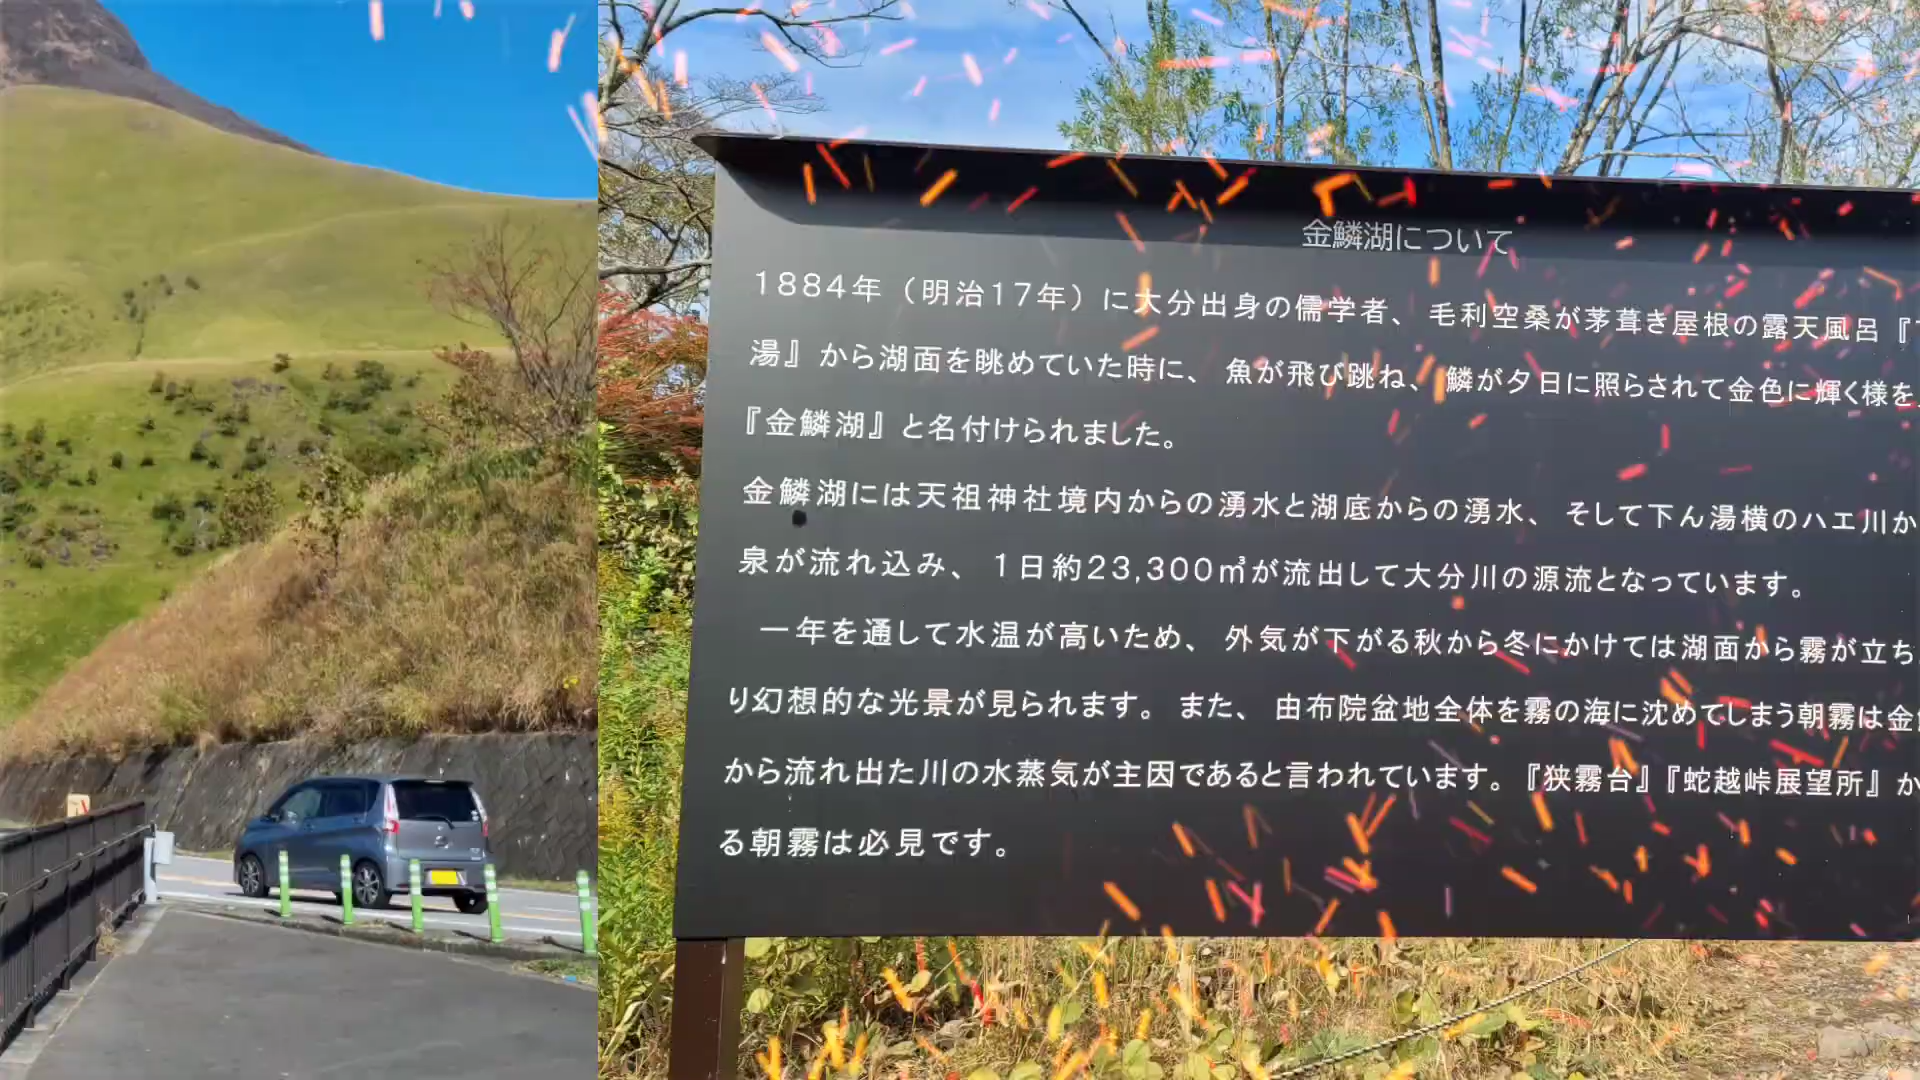 金鱗湖について
1884年（明治17年）に大分出身の儒学者、毛利空桑が茅葺き屋根の露天風呂『
湯』から湖面を眺めていた時に、魚が飛び跳ね、鱗が夕日に照らされて金色に輝く様を
『金鱗湖』と名付けられました。
金鱗湖には天祖神社境内からの湧水と湖底からの湧水、そして下ん湯横のハエ川か
泉が流れ込み、1日約23,300㎥が流出して大分川の源流となっています。
一年を通して水温が高いため、外気が下がる秋から冬にかけては湖面から霧が立ち
り幻想的な光景が見られます。また、由布院盆地全体を霧の海に沈めてしまう朝霧は金
から流れ出た川の水蒸気が主因であると言われています。『狭霧台』『蛇越峠展望所』か
る朝霧は必見です。